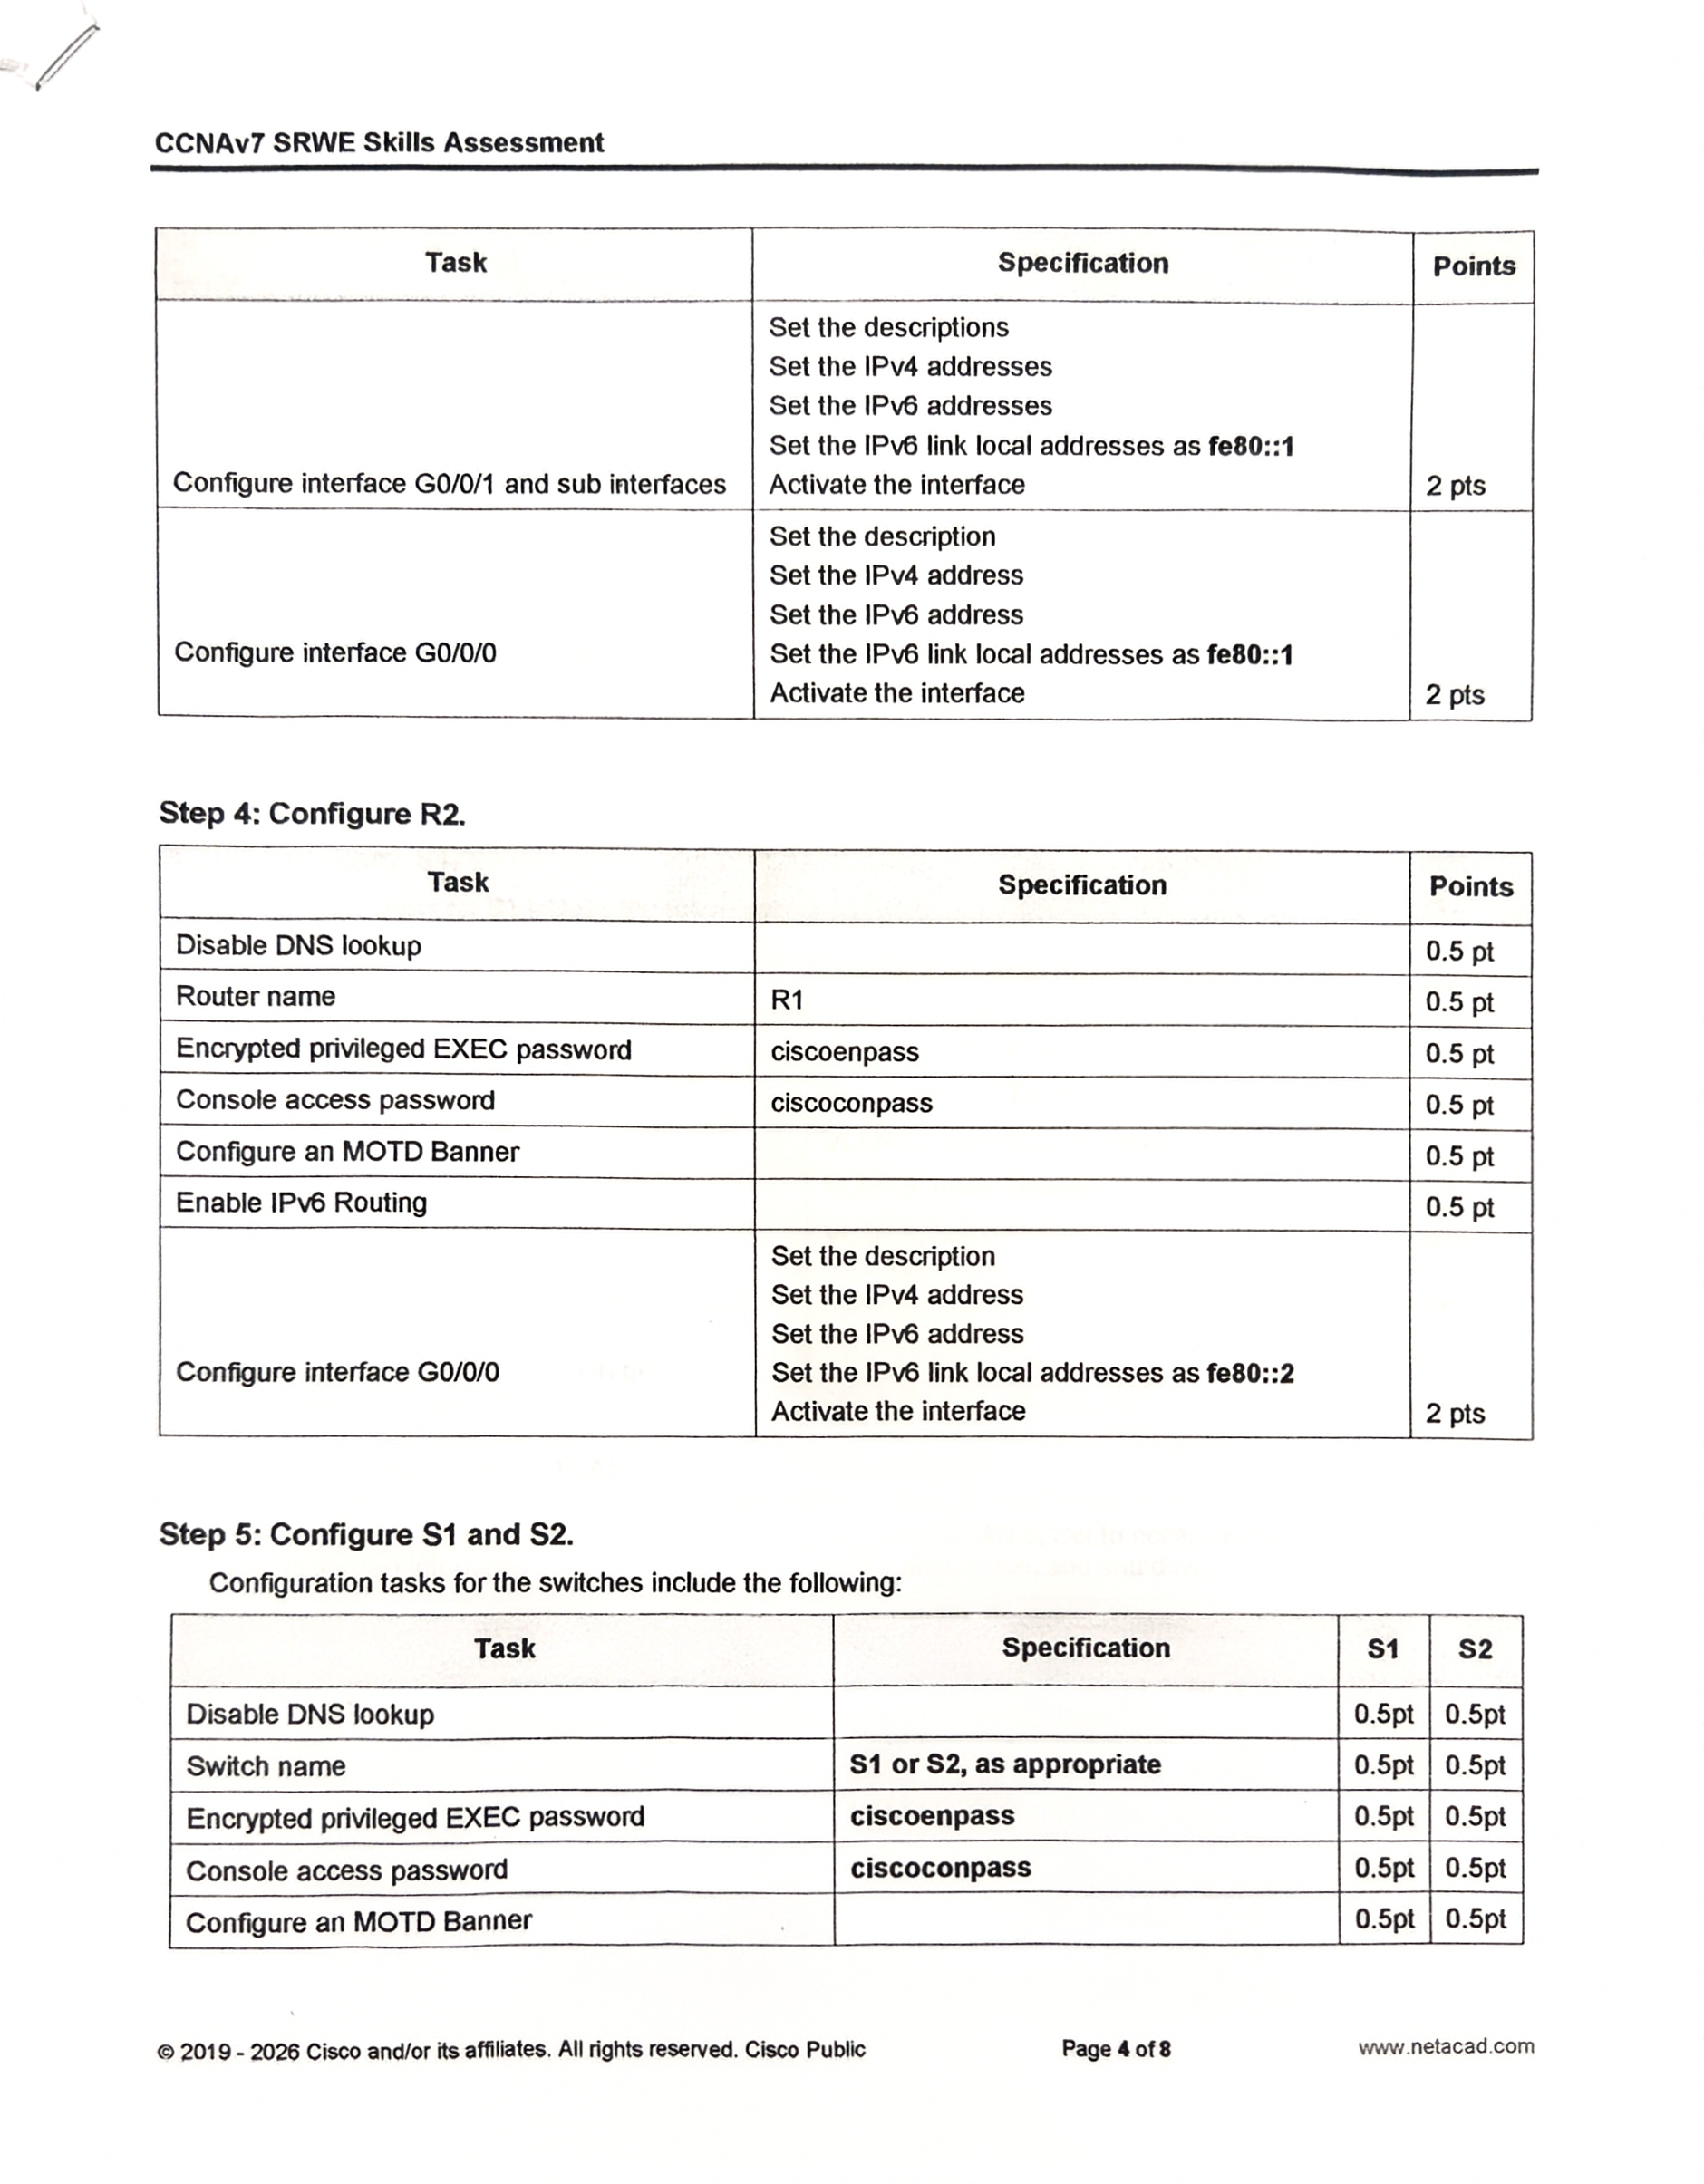 CCNAv7 SRWE Skills Assessment
Task Specification Points
Set the descriptions
Set the IPv4 addresses
Set the IPv6 addresses
Set the IPv6 link local addresses as fe80::1
Configure interface G0/0/1 and sub interfaces Activate the interface 2 pts
Set the description
Set the IPv4 address
Set the IPv6 address
Configure interface G0/0/0 Set the IPv6 link local addresses as fe80::1
Activate the interface 2 pts
Step 4: Configure R2.
Task Specification Points
Disable DNS lookup 0.5 pt
Router name R1 0.5 pt
Encrypted privileged EXEC password ciscoenpass 0.5 pt
Console access password ciscoconpass 0.5 pt
Configure an MOTD Banner 0.5 pt
Enable IPv6 Routing 0.5 pt
Set the description
Set the IPv4 address
Set the IPv6 address
Configure interface G0/0/0 Set the IPv6 link local addresses as fe80::2
Activate the interface 2 pts
Step 5: Configure S1 and S2.
Configuration tasks for the switches include the following:
Task Specification S1 S2
Disable DNS lookup 0.5pt 0.5pt
Switch name S1 or S2, as appropriate 0.5pt 0.5pt
Encrypted privileged EXEC password ciscoenpass 0.5pt 0.5pt
Console access password ciscoconpass 0.5pt 0.5pt
Configure an MOTD Banner 0.5pt 0.5pt
© 2019 - 2026 Cisco and/or its affiliates. All rights reserved. Cisco Public Page 4 of 8 www.netacad.com